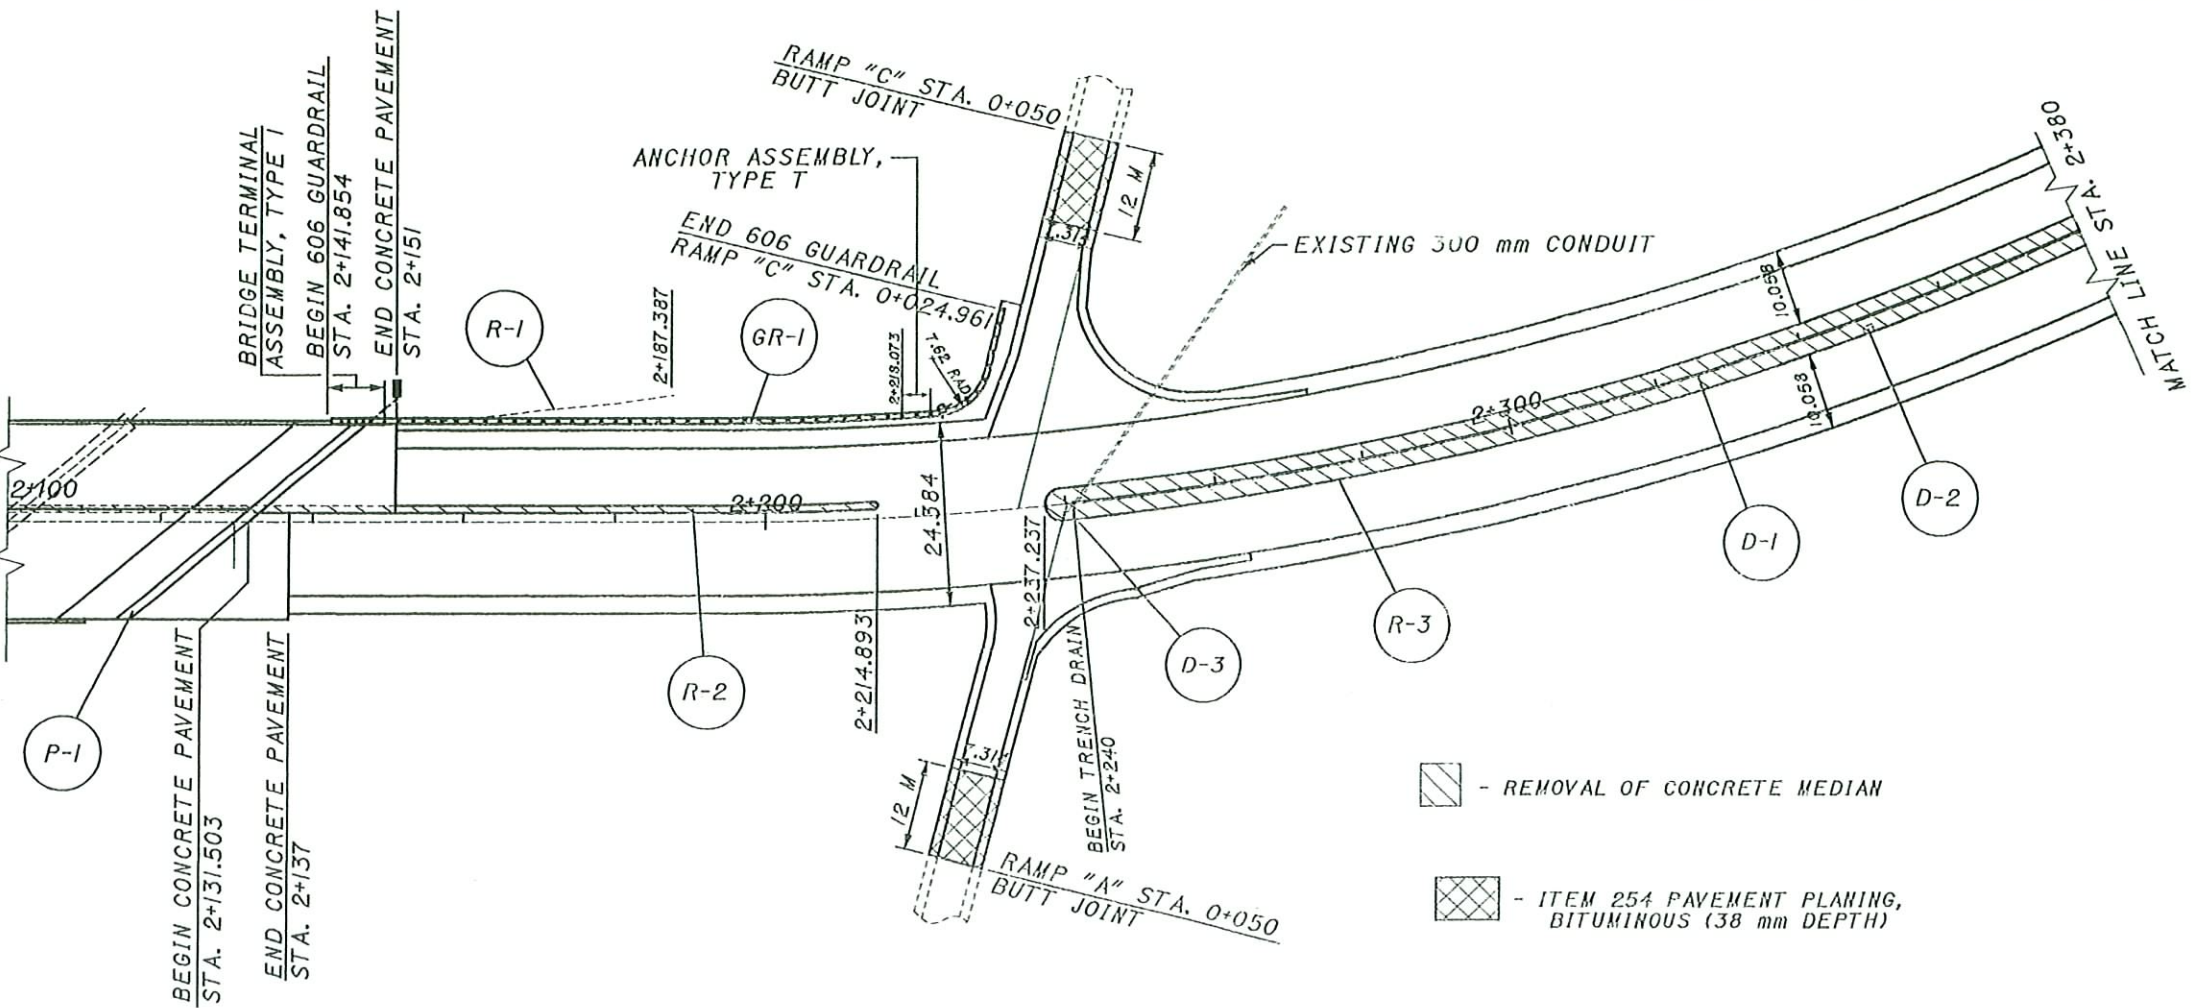 BRIDGE TERMINAL
ASSEMBLY, TYPE 1
BEGIN 606 GUARDRAIL
STA. 2+141.854
END CONCRETE PAVEMENT
STA. 2+151
RAMP "C" STA. 0+050
BUTT JOINT
ANCHOR ASSEMBLY,
TYPE T
END 606 GUARDRAIL
RAMP "C" STA. 0+024.961
12 M
EXISTING 300 mm CONDUIT
MATCH LINE STA. 2+380
R-1
2+187.387
GR-1
7.62 RAD.
10.058
10.058
2+100
2+200
24.384
2+300
D-2
D-1
R-3
D-3
2+237.237
BEGIN TRENCH DRAIN
STA. 2+240
2+214.893
R-2
P-1
BEGIN CONCRETE PAVEMENT
STA. 2+131.503
END CONCRETE PAVEMENT
STA. 2+137
12 M
RAMP "A" STA. 0+050
BUTT JOINT
- REMOVAL OF CONCRETE MEDIAN
- ITEM 254 PAVEMENT PLANING,
BITUMINOUS (38 mm DEPTH)